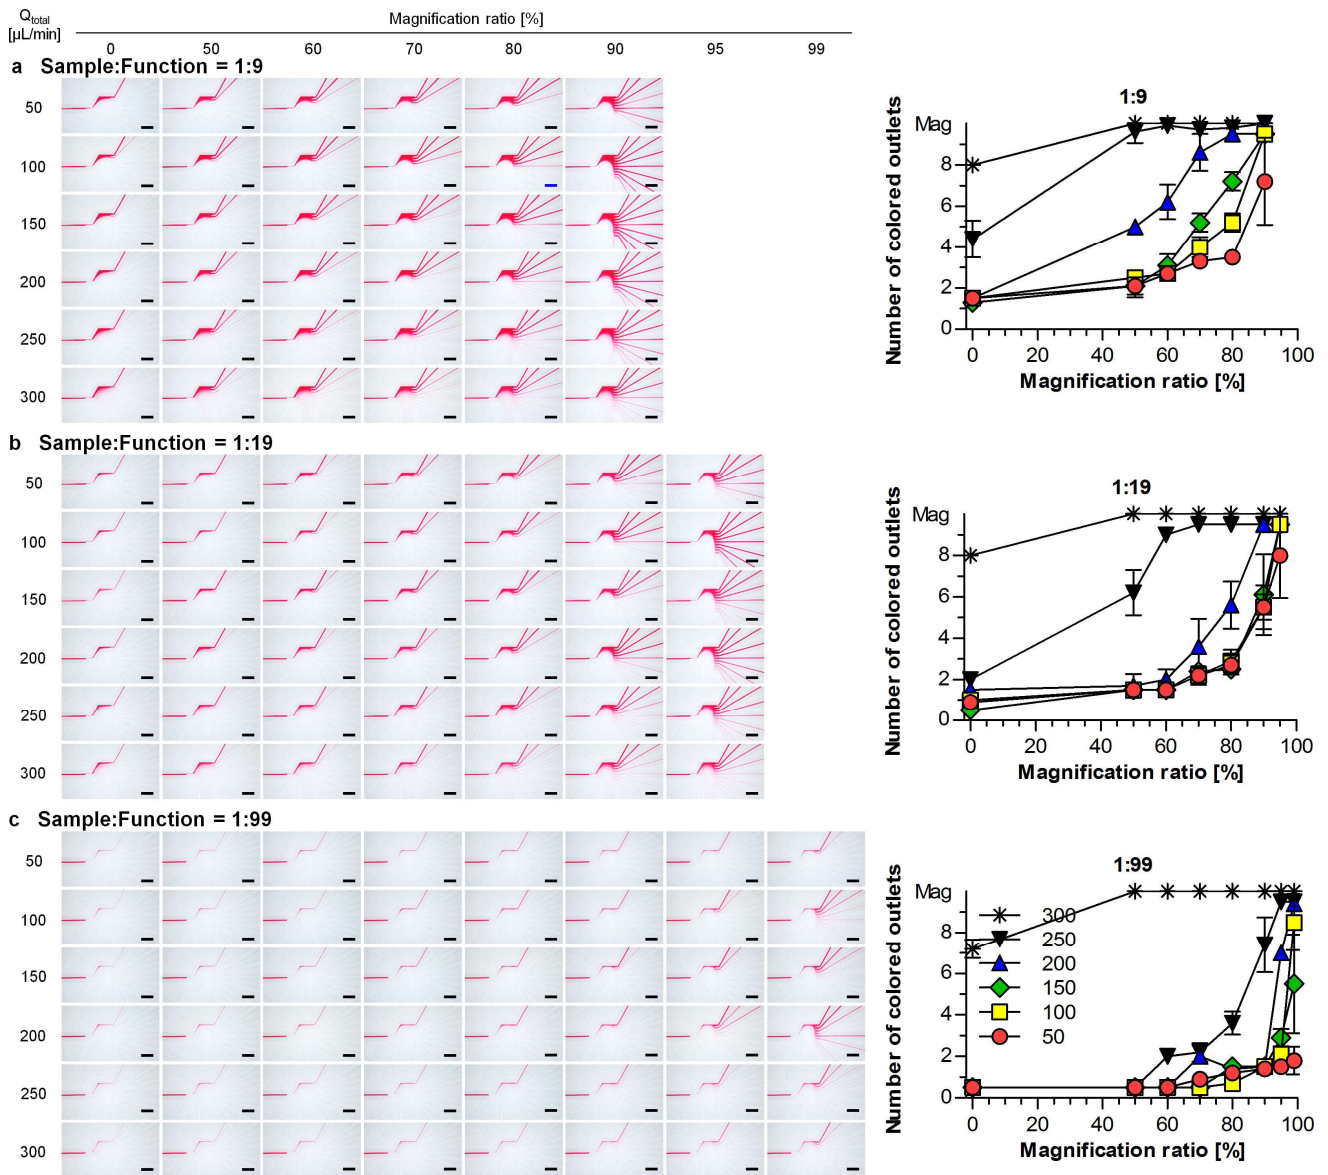 Qtotal
[µL/min]
Magnification ratio [%]
0 50 60 70 80 90 95 99
a Sample:Function = 1:9
50
100
150
200
250
300
1:9
Number of colored outlets
Mag
8
6
4
2
0
0 20 40 60 80 100
Magnification ratio [%]
b Sample:Function = 1:19
50
100
150
200
250
300
1:19
Number of colored outlets
Mag
8
6
4
2
0
0 20 40 60 80 100
Magnification ratio [%]
c Sample:Function = 1:99
50
100
150
200
250
300
1:99
Number of colored outlets
Mag
8
6
4
2
0
300
250
200
150
100
50
0 20 40 60 80 100
Magnification ratio [%]